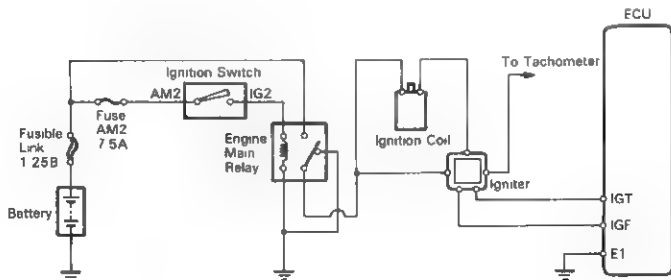 ECU
To Tachometer
Ignition Switch
AM2
IG2
Fuse
AM2
7 5A
Fusible
Link
1 25B
Engine
Main
Relay
Ignition Coil
Igniter
Battery
IGT
IGF
E1